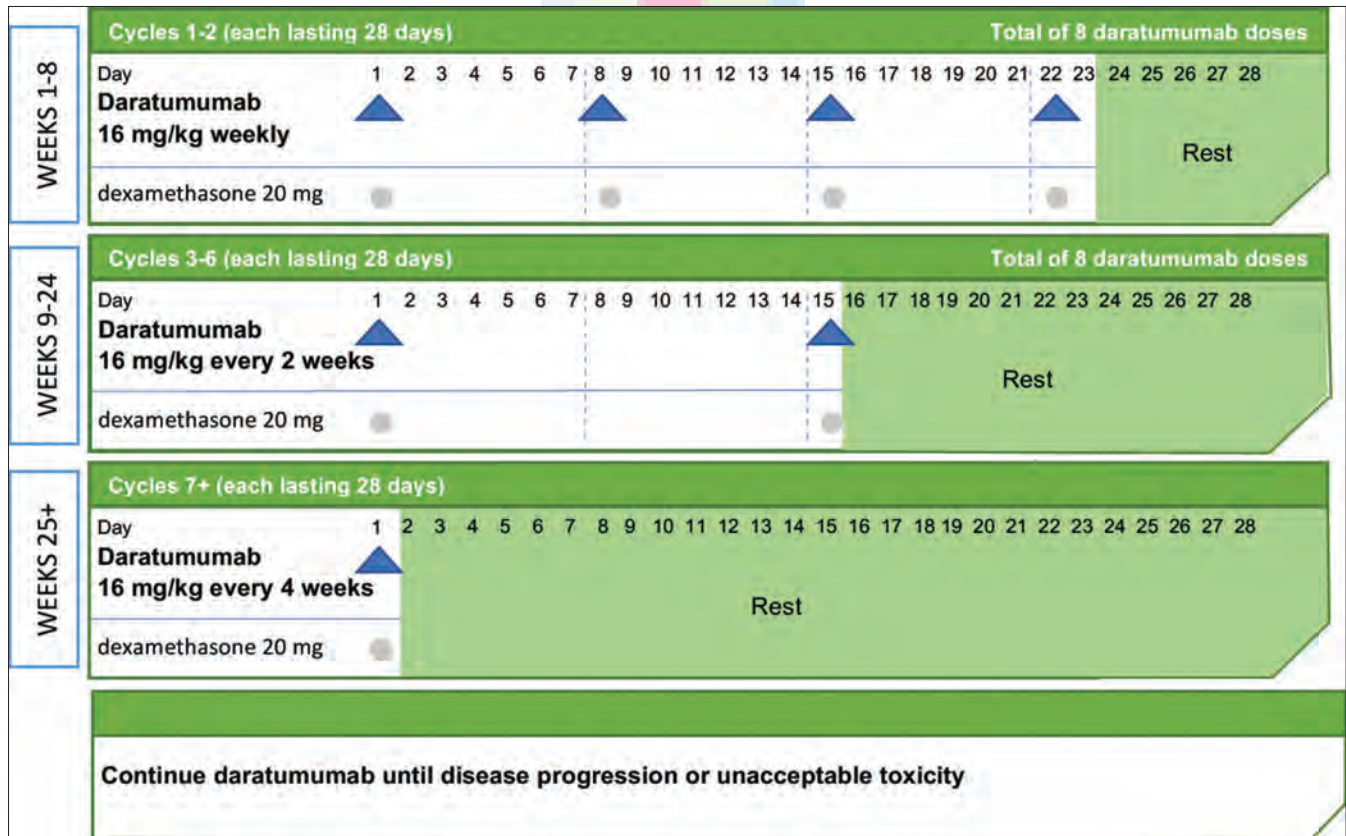 WEEKS 1-8
Cycles 1-2 (each lasting 28 days) Total of 8 daratumumab doses
Day 1 2 3 4 5 6 7 8 9 10 11 12 13 14 15 16 17 18 19 20 21 22 23 24 25 26 27 28
Daratumumab
16 mg/kg weekly
Rest
dexamethasone 20 mg
WEEKS 9-24
Cycles 3-6 (each lasting 28 days) Total of 8 daratumumab doses
Day 1 2 3 4 5 6 7 8 9 10 11 12 13 14 15 16 17 18 19 20 21 22 23 24 25 26 27 28
Daratumumab
16 mg/kg every 2 weeks
Rest
dexamethasone 20 mg
WEEKS 25+
Cycles 7+ (each lasting 28 days)
Day 1 2 3 4 5 6 7 8 9 10 11 12 13 14 15 16 17 18 19 20 21 22 23 24 25 26 27 28
Daratumumab
16 mg/kg every 4 weeks
Rest
dexamethasone 20 mg
Continue daratumumab until disease progression or unacceptable toxicity